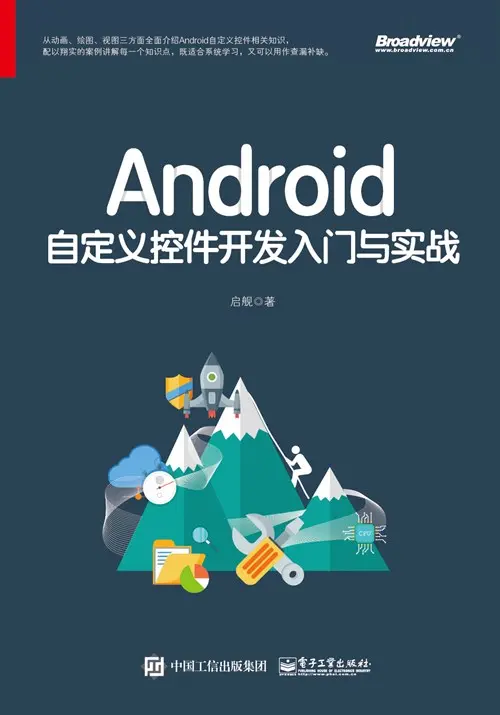 从动画、绘图、视图三方面全面介绍Android自定义控件相关知识，
配以翔实的案例讲解每一个知识点，既适合系统学习，又可以用作查漏补缺。
Broadview®
www.broadview.com.cn
Android
自定义控件开发入门与实战
启舰◎著
CPU
中国工信出版集团
电子工业出版社
PUBLISHING HOUSE OF ELECTRONICS INDUSTRY
http://www.phei.com.cn